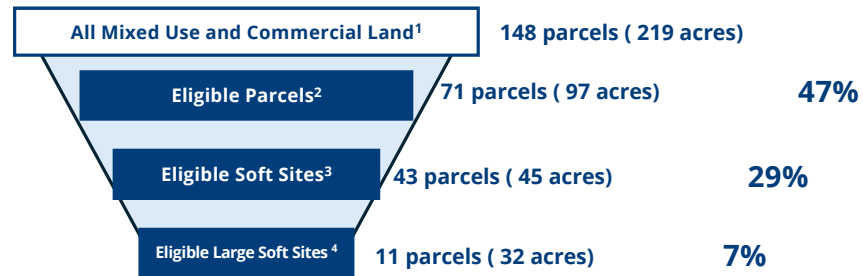 All Mixed Use and Commercial Land¹ 148 parcels ( 219 acres)
Eligible Parcels² 71 parcels ( 97 acres) 47%
Eligible Soft Sites³ 43 parcels ( 45 acres) 29%
Eligible Large Soft Sites ⁴ 11 parcels ( 32 acres) 7%